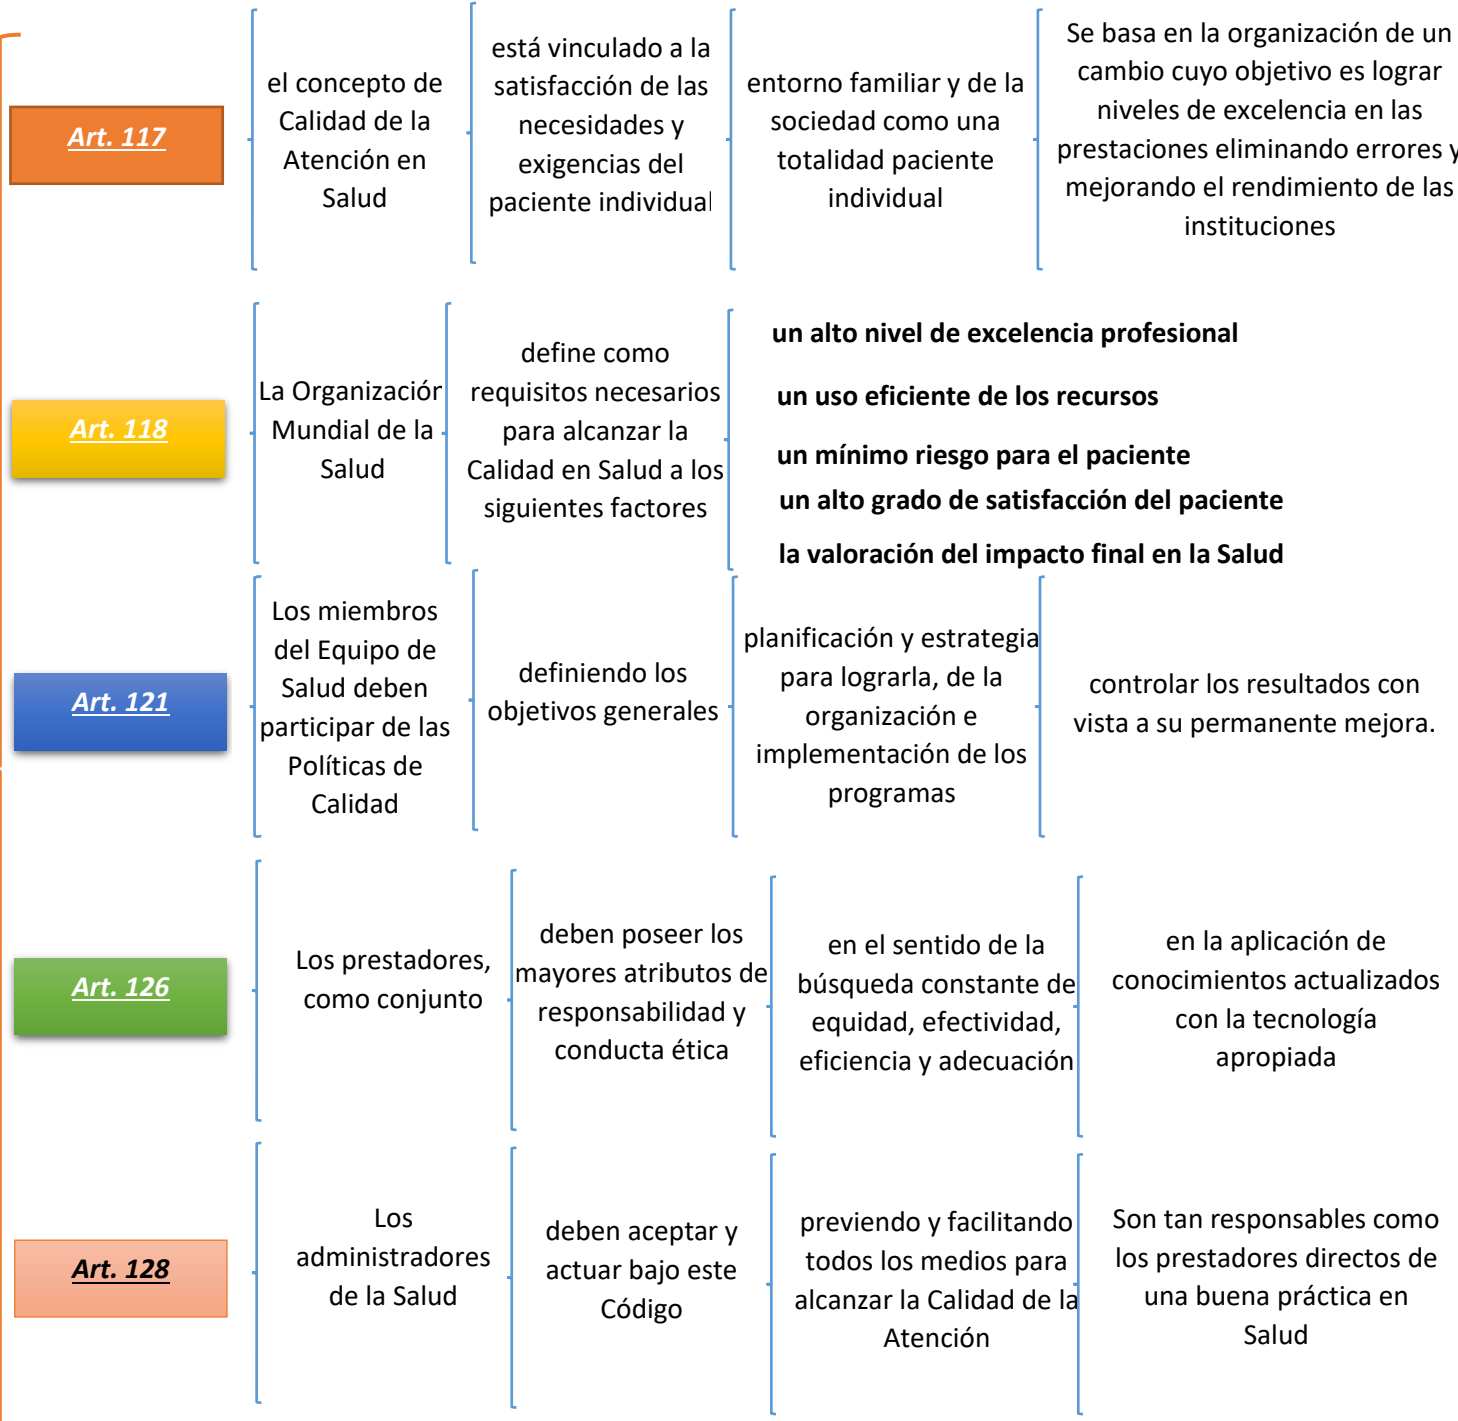 Art. 117
el concepto de
Calidad de la
Atención en
Salud
está vinculado a la
satisfacción de las
necesidades y
exigencias del
paciente individual
entorno familiar y de la
sociedad como una
totalidad paciente
individual
Se basa en la organización de un
cambio cuyo objetivo es lograr
niveles de excelencia en las
prestaciones eliminando errores y
mejorando el rendimiento de las
instituciones
Art. 118
La Organización
Mundial de la
Salud
define como
requisitos necesarios
para alcanzar la
Calidad en Salud a los
siguientes factores
un alto nivel de excelencia profesional
un uso eficiente de los recursos
un mínimo riesgo para el paciente
un alto grado de satisfacción del paciente
la valoración del impacto final en la Salud
Art. 121
Los miembros
del Equipo de
Salud deben
participar de las
Políticas de
Calidad
definiendo los
objetivos generales
planificación y estrategia
para lograrla, de la
organización e
implementación de los
programas
controlar los resultados con
vista a su permanente mejora.
Art. 126
Los prestadores,
como conjunto
deben poseer los
mayores atributos de
responsabilidad y
conducta ética
en el sentido de la
búsqueda constante de
equidad, efectividad,
eficiencia y adecuación
en la aplicación de
conocimientos actualizados
con la tecnología
apropiada
Art. 128
Los
administradores
de la Salud
deben aceptar y
actuar bajo este
Código
previendo y facilitando
todos los medios para
alcanzar la Calidad de la
Atención
Son tan responsables como
los prestadores directos de
una buena práctica en
Salud